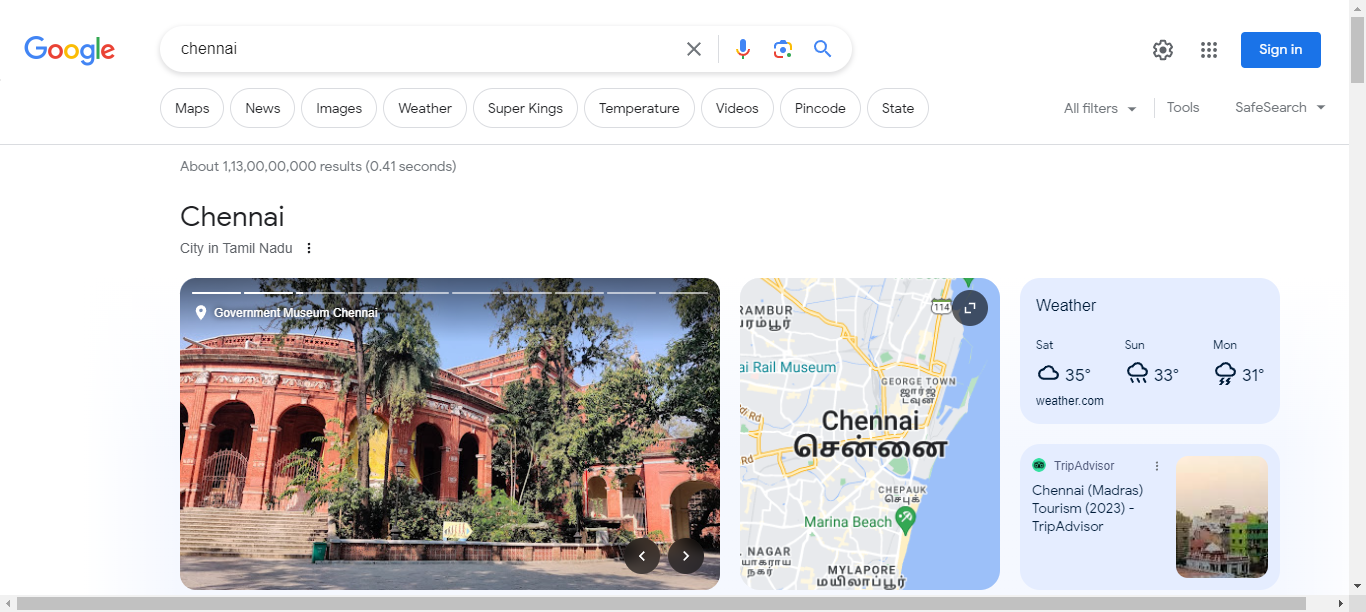 Google
chennai
Sign in
Maps
News
Images
Weather
Super Kings
Temperature
Videos
Pincode
State
All filters
Tools
SafeSearch
About 1,13,00,00,000 results (0.41 seconds)
Chennai
City in Tamil Nadu
Government Museum Chennai
114
RAMBUR
ai Rail Museum
GEORGE TOWN
ஜார்ஜ்
டவுன்
Chennai
சென்னை
CHEPAUK
செபுக்
Marina Beach
. NAGAR
யாகராய
நகர்
MYLAPORE
மயிலாப்பூர்
Weather
Sat
Sun
Mon
35°
33°
31°
weather.com
TripAdvisor
Chennai (Madras)
Tourism (2023) -
TripAdvisor